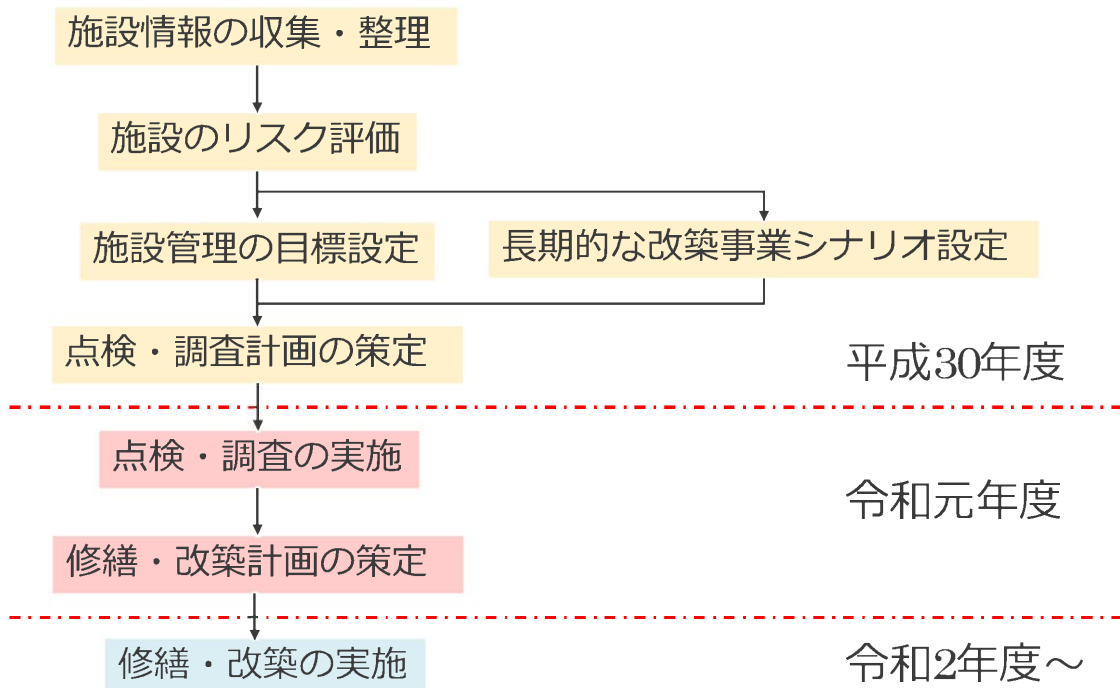 施設情報の収集・整理
施設のリスク評価
施設管理の目標設定
長期的な改築事業シナリオ設定
点検・調査計画の策定
平成30年度
点検・調査の実施
令和元年度
修繕・改築計画の策定
修繕・改築の実施
令和2年度~